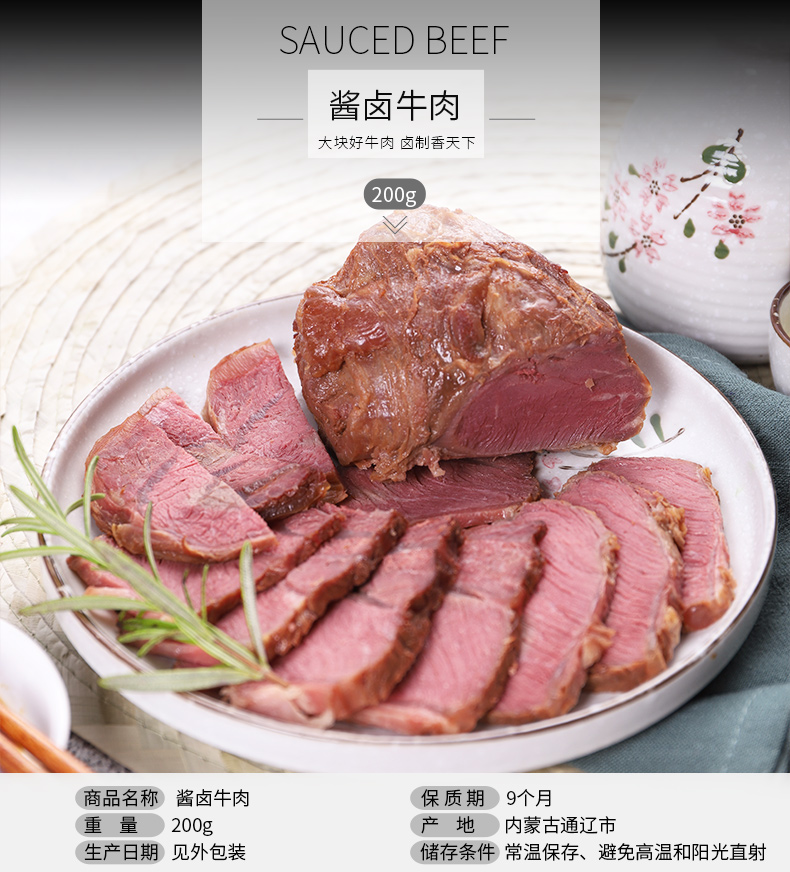 SAUCED BEEF
酱卤牛肉
大块好牛肉 卤制香天下
200g
商品名称 酱卤牛肉
保质期 9个月
重 量 200g
产 地 内蒙古通辽市
生产日期 见外包装
储存条件 常温保存、避免高温和阳光直射